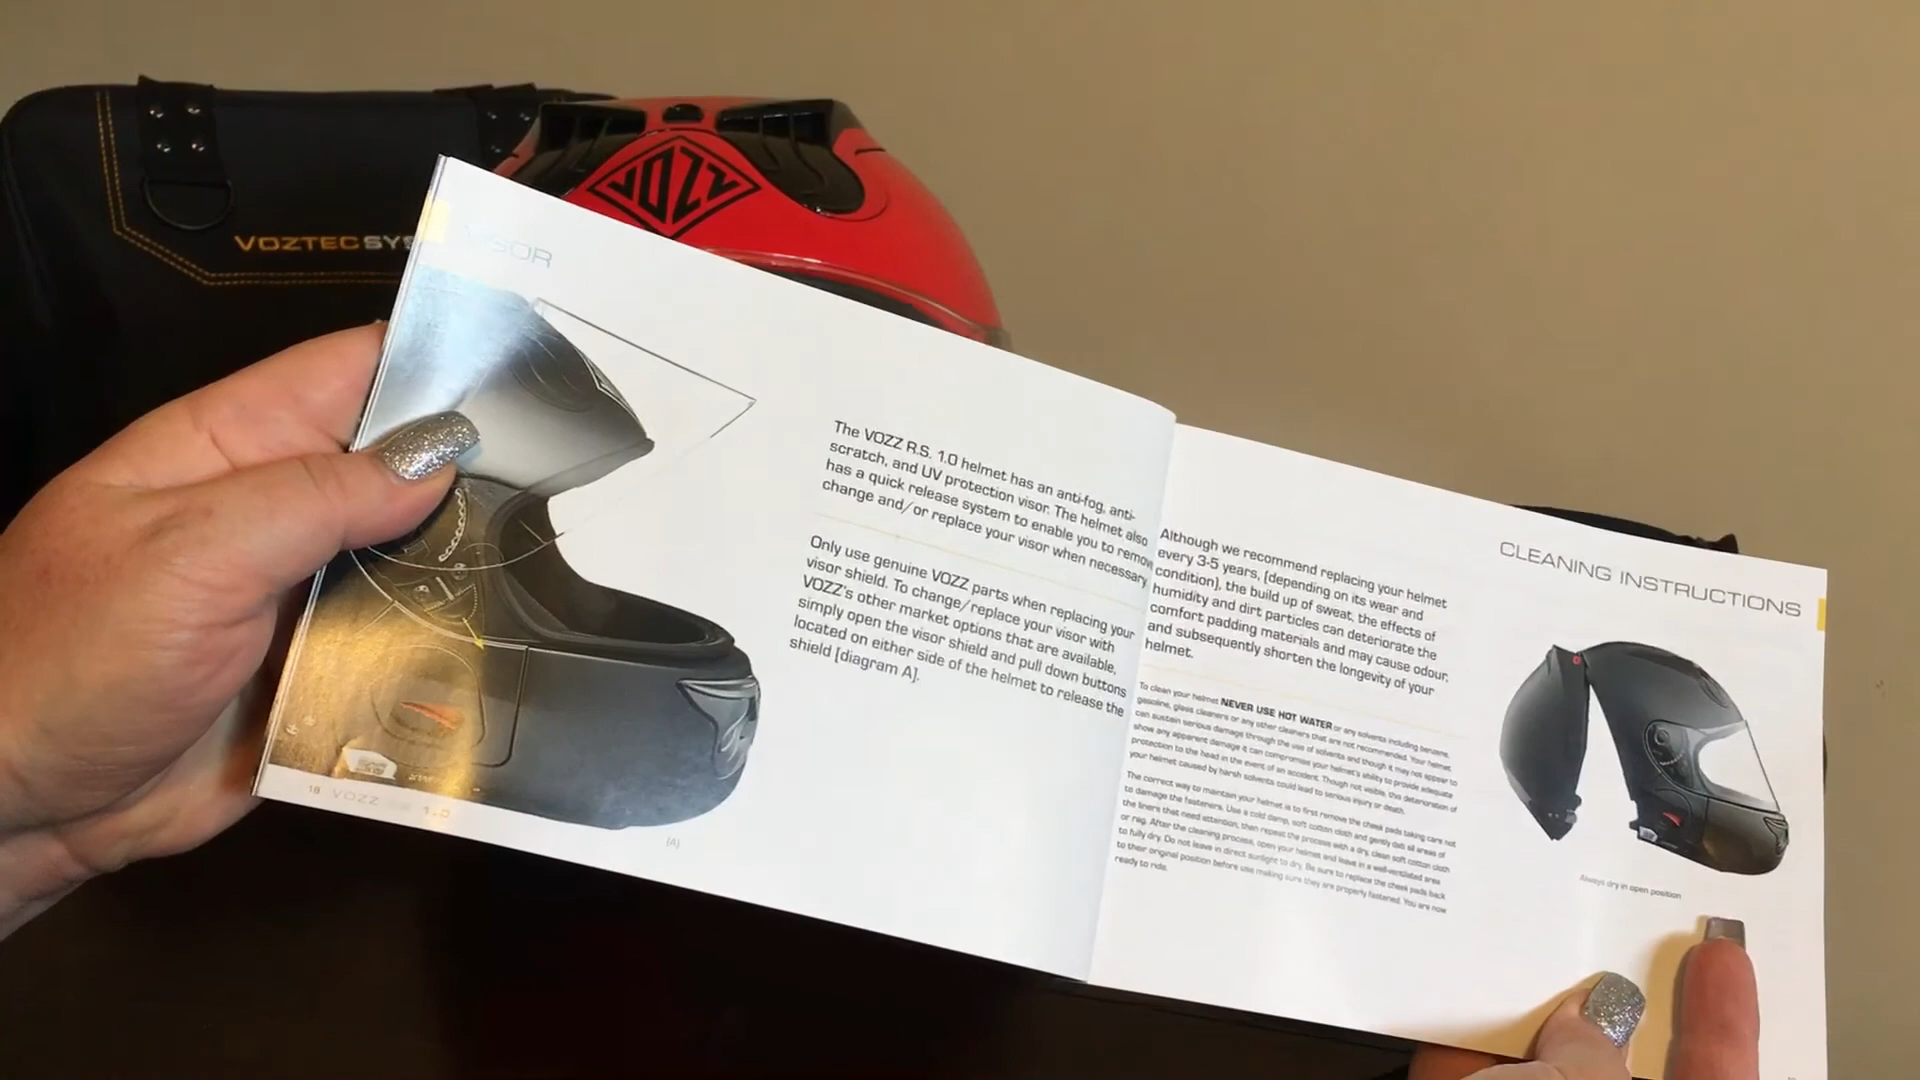 VOZTECSYS
VOZZ
VISOR
The VOZZ R.S. 1.0 helmet has an anti-fog, anti-
scratch, and UV protection visor. The helmet also
has a quick release system to enable you to remov
change and/or replace your visor when necessary
Only use genuine VOZZ parts when replacing your
visor shield. To change/replace your visor with
VOZZ's other market options that are available,
simply open the visor shield and pull down buttons
located on either side of the helmet to release the
shield [diagram A].
[A]
18 VOZZ 1.0
CLEANING INSTRUCTIONS
Although we recommend replacing your helmet
every 3-5 years, (depending on its wear and
condition), the build up of sweat, the effects of
humidity and dirt particles can deteriorate the
comfort padding materials and may cause odour,
and subsequently shorten the longevity of your
helmet.
To clean your helmet NEVER USE HOT WATER or any solvents including benzene,
gasoline, glass cleaners or any other cleaners that are not recommended. Your helmet
can sustain serious damage through the use of solvents and though it may not appear to
show any apparent damage it can compromise your helmet's ability to provide adequate
protection to the head in the event of an accident. Though not visible, this deterioration of
your helmet caused by harsh solvents could lead to serious injury or death.
The correct way to maintain your helmet is to first remove the cheek pads taking care not
to damage the fasteners. Use a cold damp, soft cotton cloth and gently dab all areas of
the liners that need attention, then repeat the process with a dry, clean soft cotton cloth
or rag. After the cleaning process, open your helmet and leave in a well-ventilated area
to fully dry. Do not leave in direct sunlight to dry. Be sure to replace the cheek pads back
to their original position before use making sure they are properly fastened. You are now
ready to ride.
Always dry in open position